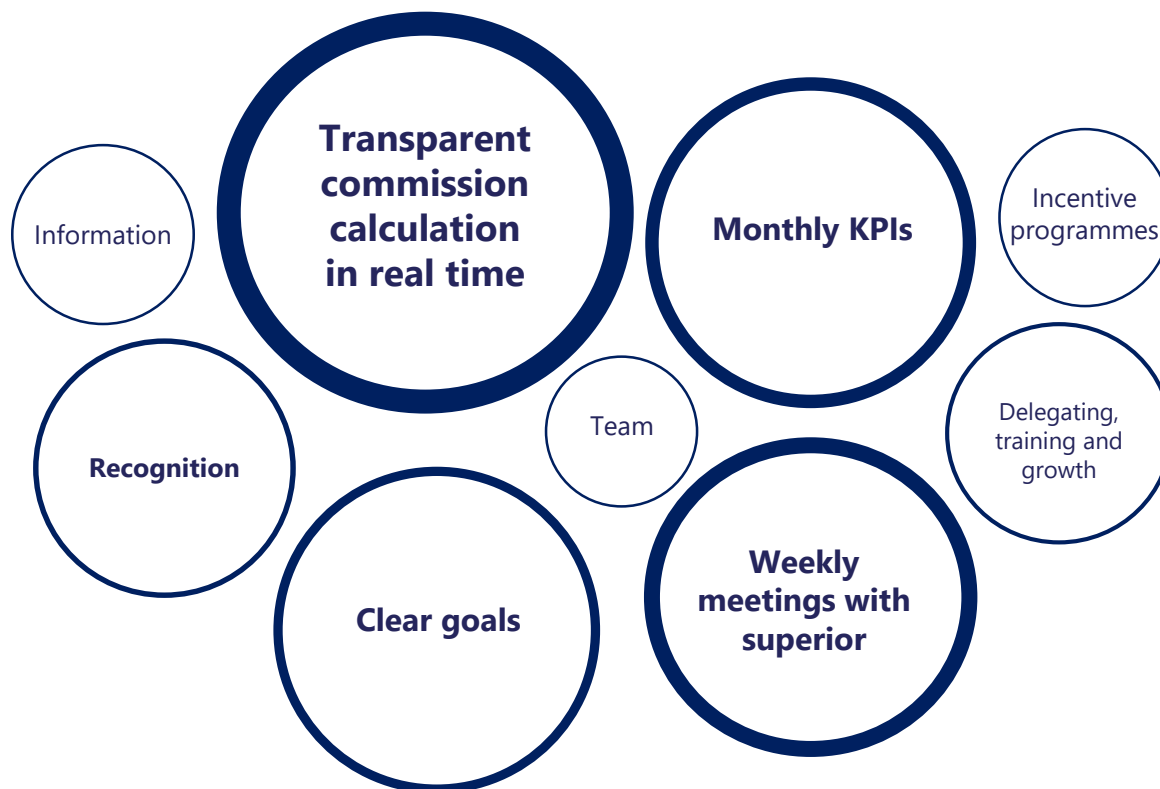 Transparent
commission
calculation
in real time
Monthly KPIs
Incentive
programmes
Information
Team
Delegating,
training and
growth
Recognition
Clear goals
Weekly
meetings with
superior